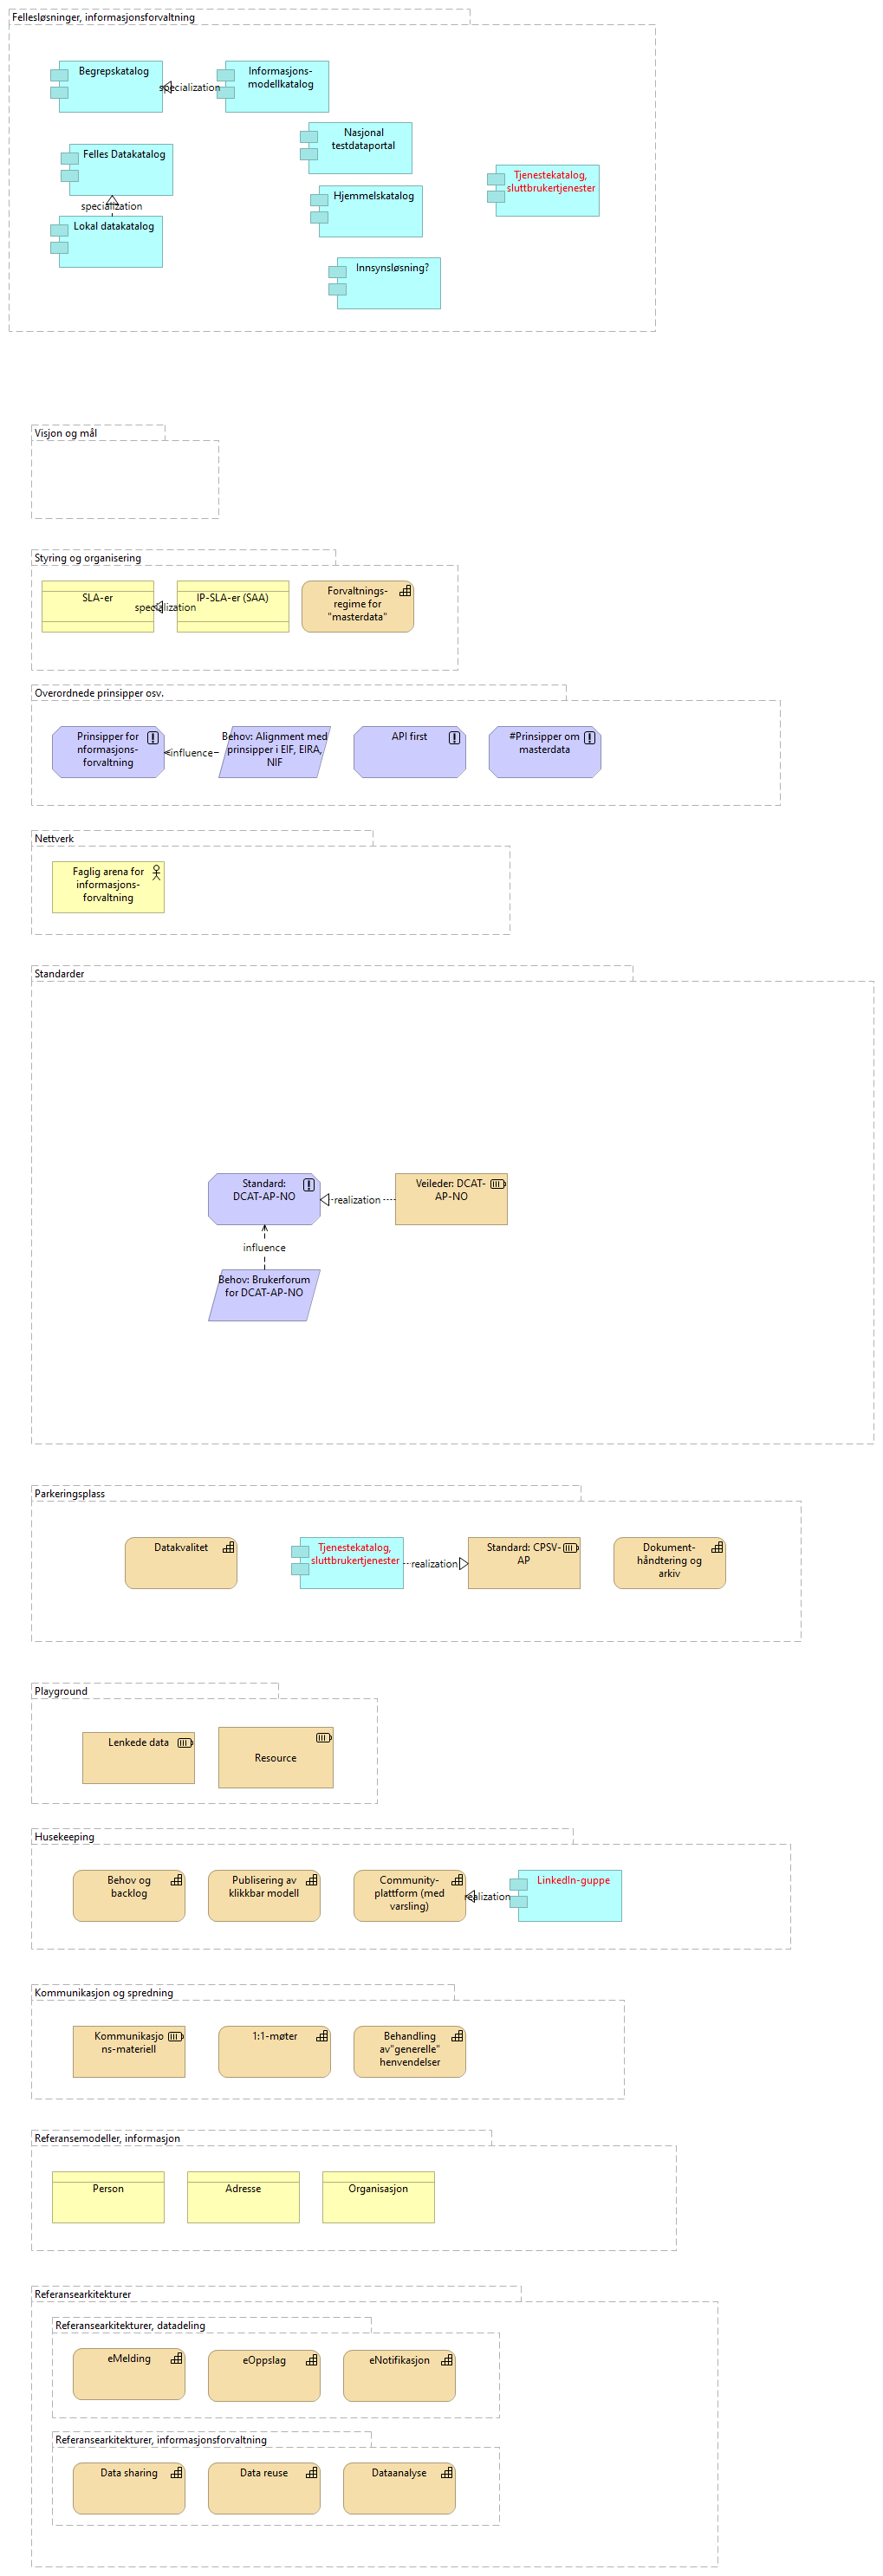 Fellesløsninger, informasjonsforvaltning
Begrepskatalog
specialization
Informasjons-
modellkatalog
Nasjonal
testdataportal
Felles Datakatalog
Tjenestekatalog,
sluttbrukertjenester
Hjemmelskatalog
specialization
Lokal datakatalog
Innsynsløsning?
Visjon og mål
Styring og organisering
SLA-er
specialization
IP-SLA-er (SAA)
Forvaltnings-
regime for
"masterdata"
Overordnede prinsipper osv.
Prinsipper for
nformasjons-
forvaltning
influence
Behov: Alignment med
prinsipper i EIF, EIRA,
NIF
API first
#Prinsipper om
masterdata
Nettverk
Faglig arena for
informasjons-
forvaltning
Standarder
Standard:
DCAT-AP-NO
realization
Veileder: DCAT-
AP-NO
influence
Behov: Brukerforum
for DCAT-AP-NO
Parkeringsplass
Datakvalitet
Tjenestekatalog,
sluttbrukertjenester
realization
Standard: CPSV-
AP
Dokument-
håndtering og
arkiv
Playground
Lenkede data
Resource
Husekeeping
Behov og
backlog
Publisering av
klikkbar modell
Community-
plattform (med
varsling)
realization
LinkedIn-guppe
Kommunikasjon og spredning
Kommunikasjo
ns-materiell
1:1-møter
Behandling
av"generelle"
henvendelser
Referansemodeller, informasjon
Person
Adresse
Organisasjon
Referansearkitekturer
Referansearkitekturer, datadeling
eMelding
eOppslag
eNotifikasjon
Referansearkitekturer, informasjonsforvaltning
Data sharing
Data reuse
Dataanalyse